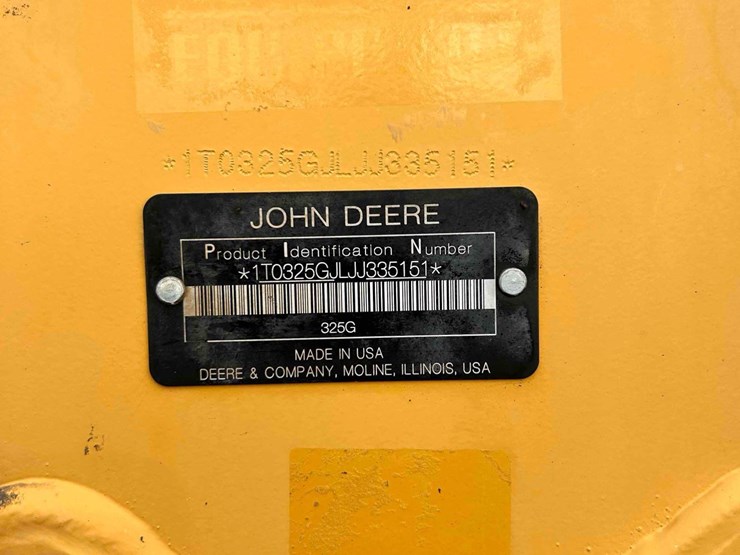 *1T0325GJLJJ335151*
JOHN DEERE
Product Identification Number
*1T0325GJLJJ335151*
325G
MADE IN USA
DEERE & COMPANY, MOLINE, ILLINOIS, USA